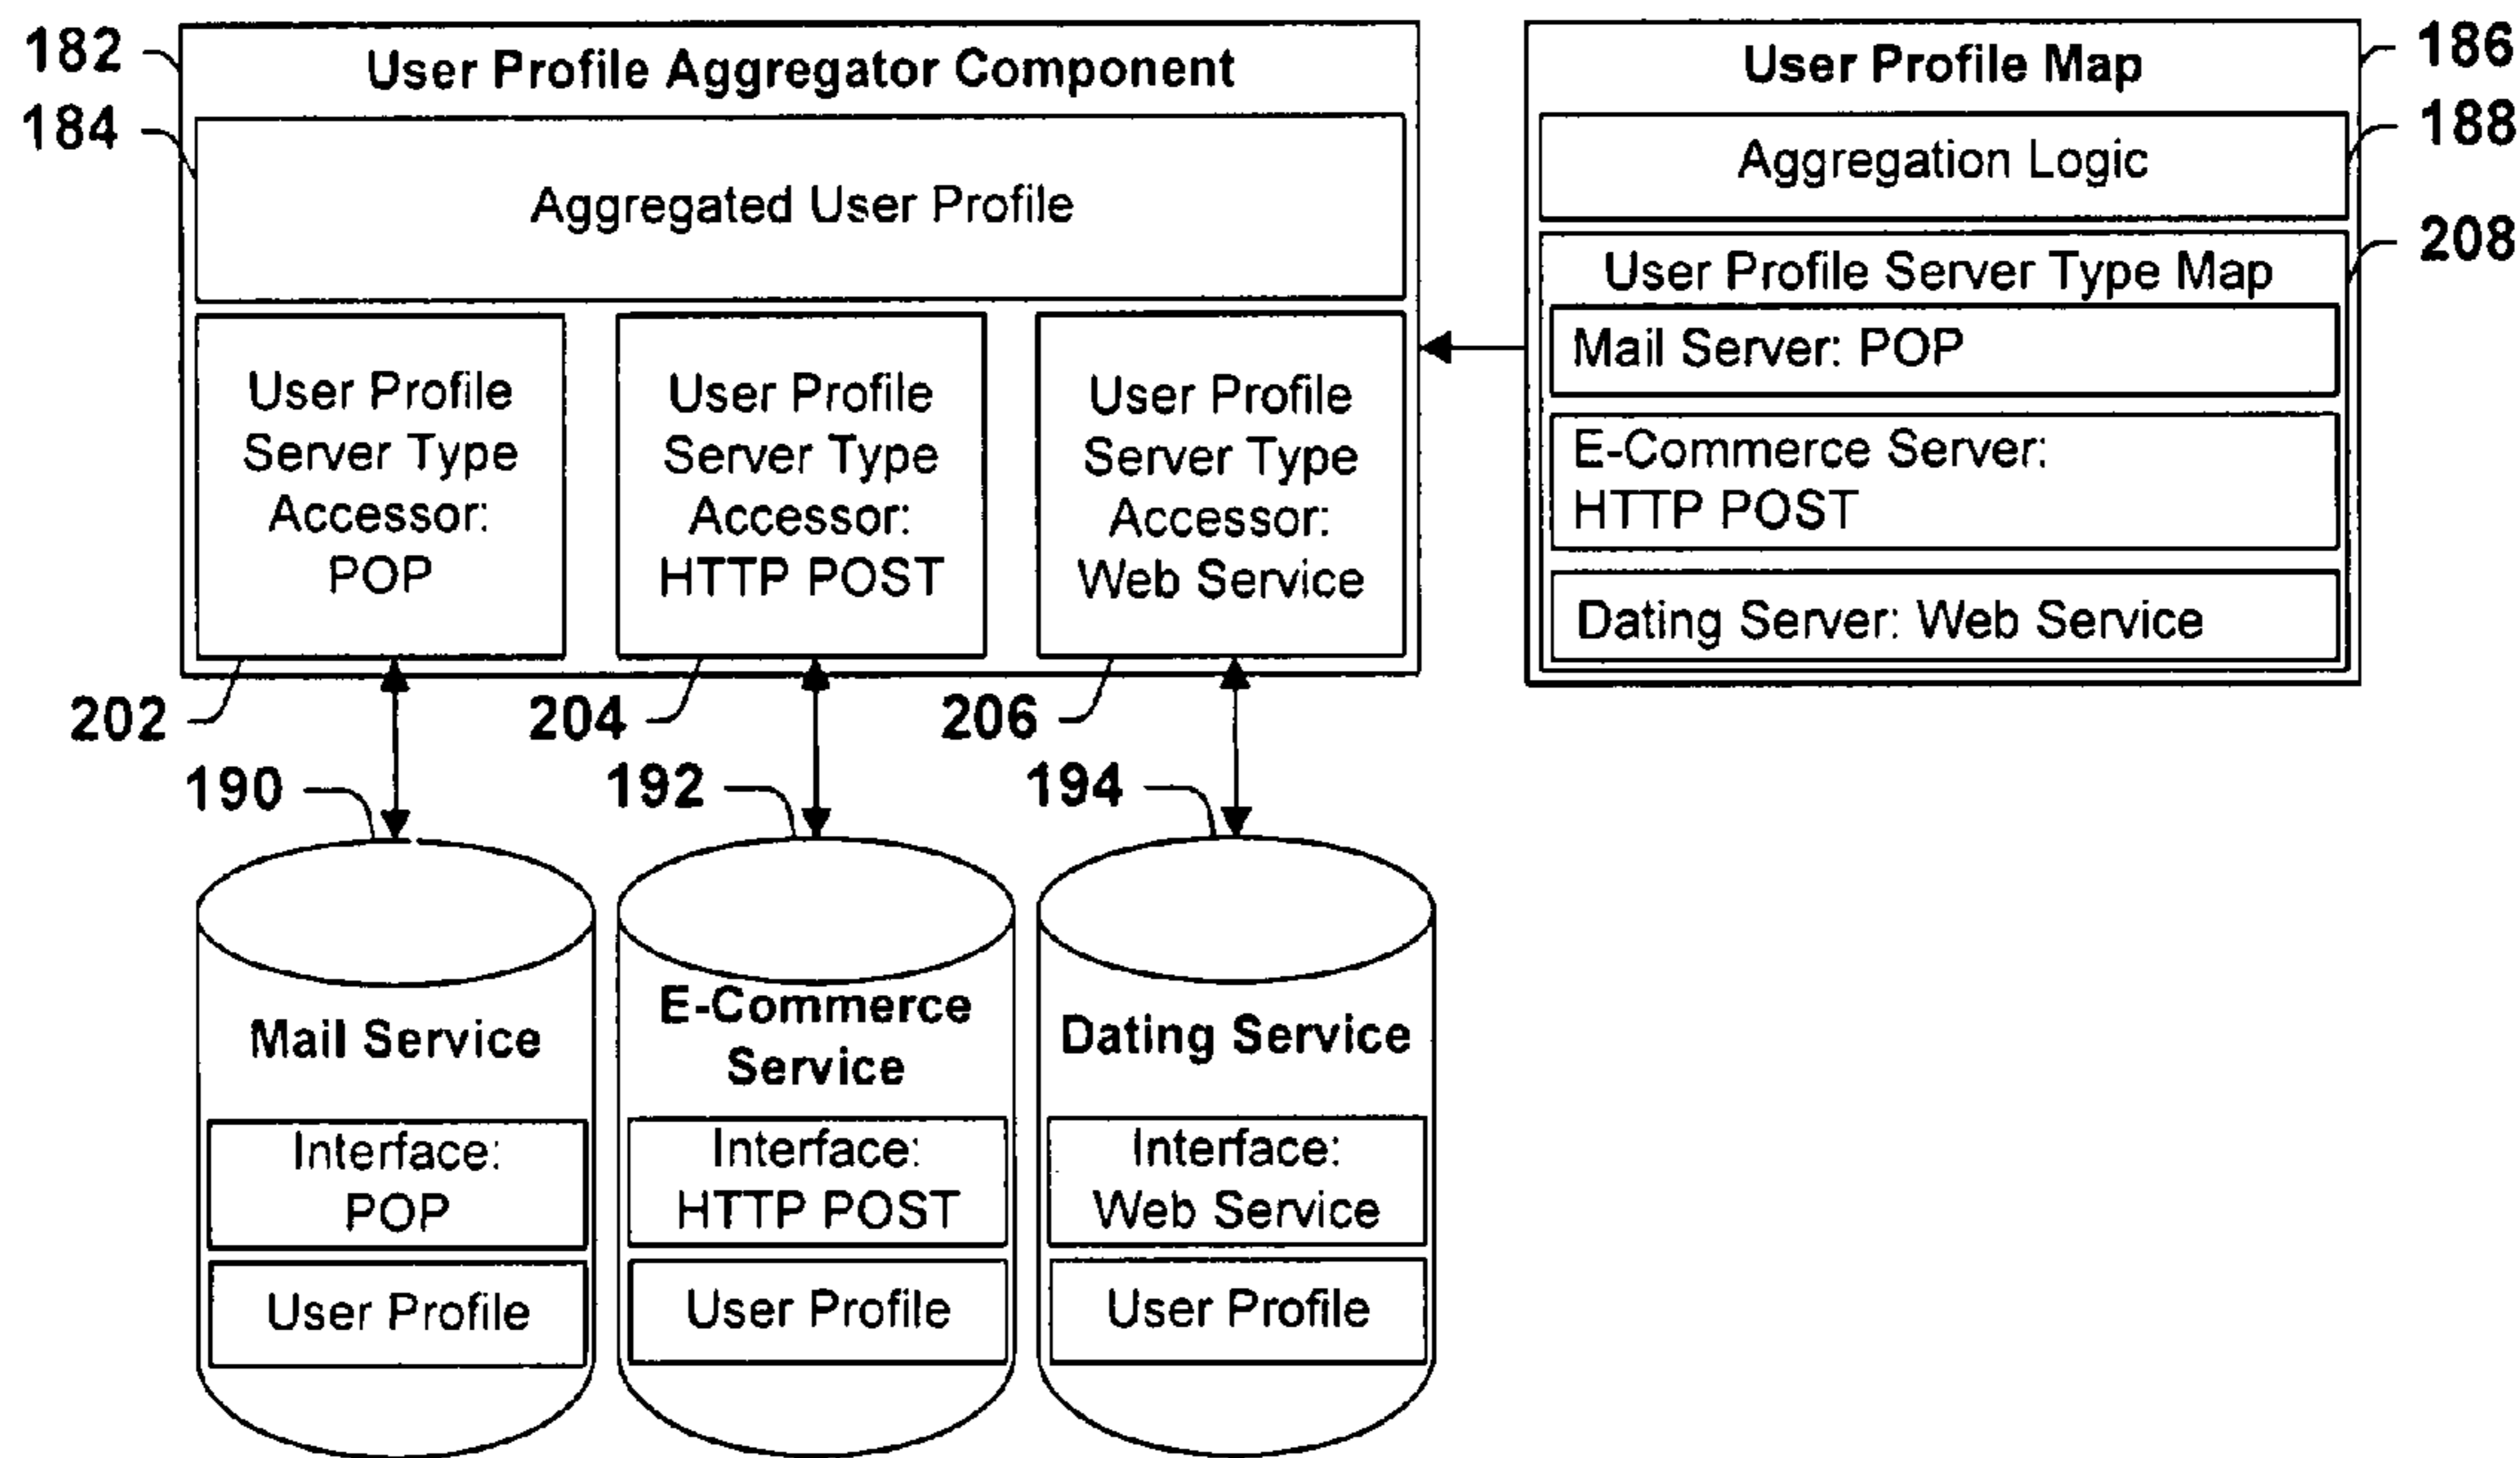 182
User Profile Aggregator Component
184
Aggregated User Profile
User Profile
Server Type
Accessor:
POP
User Profile
Server Type
Accessor:
HTTP POST
User Profile
Server Type
Accessor:
Web Service
User Profile Map
186
Aggregation Logic
188
208
User Profile Server Type Map
Mail Server: POP
E-Commerce Server:
HTTP POST
Dating Server: Web Service
202
204
206
190
192
194
Mail Service
Interface:
POP
User Profile
E-Commerce
Service
Interface:
HTTP POST
User Profile
Dating Service
Interface:
Web Service
User Profile